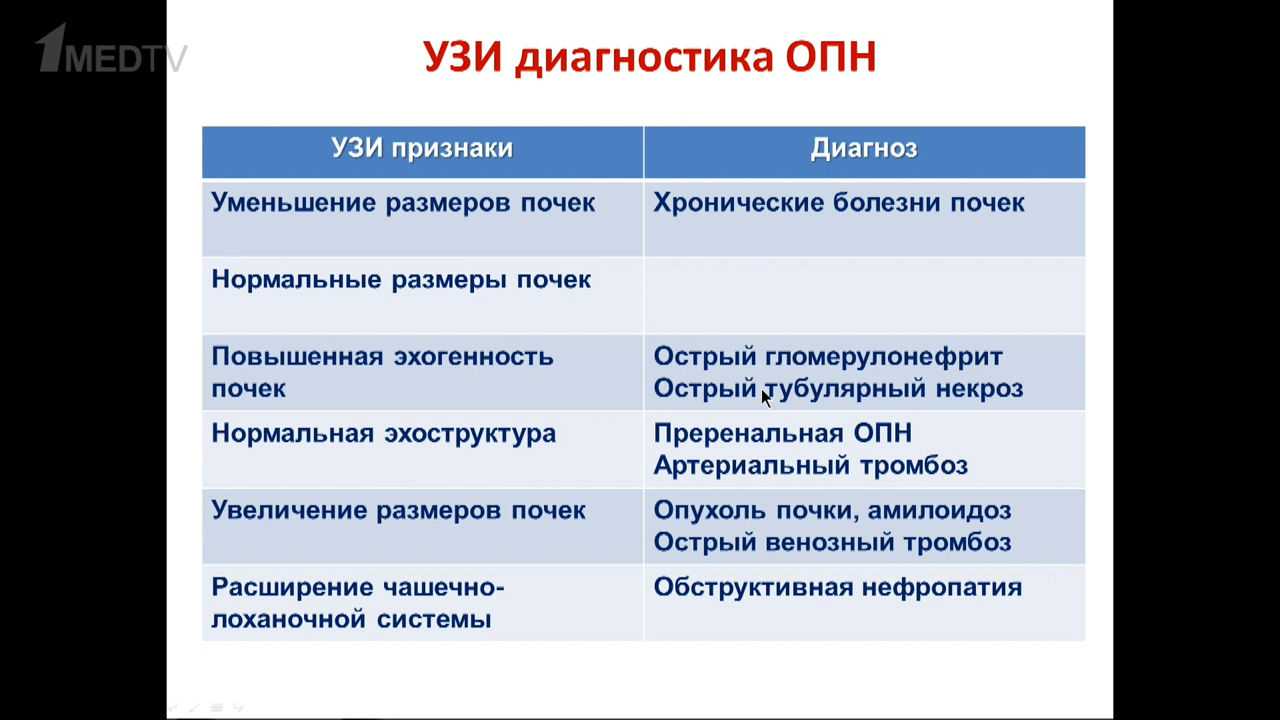 1MEDTV
УЗИ диагностика ОПН
УЗИ признаки
Диагноз
Уменьшение размеров почек
Хронические болезни почек
Нормальные размеры почек
Повышенная эхогенность
почек
Острый гломерулонефрит
Острый тубулярный некроз
Нормальная эхоструктура
Преренальная ОПН
Артериальный тромбоз
Увеличение размеров почек
Опухоль почки, амилоидоз
Острый венозный тромбоз
Расширение чашечно-
лоханочной системы
Обструктивная нефропатия